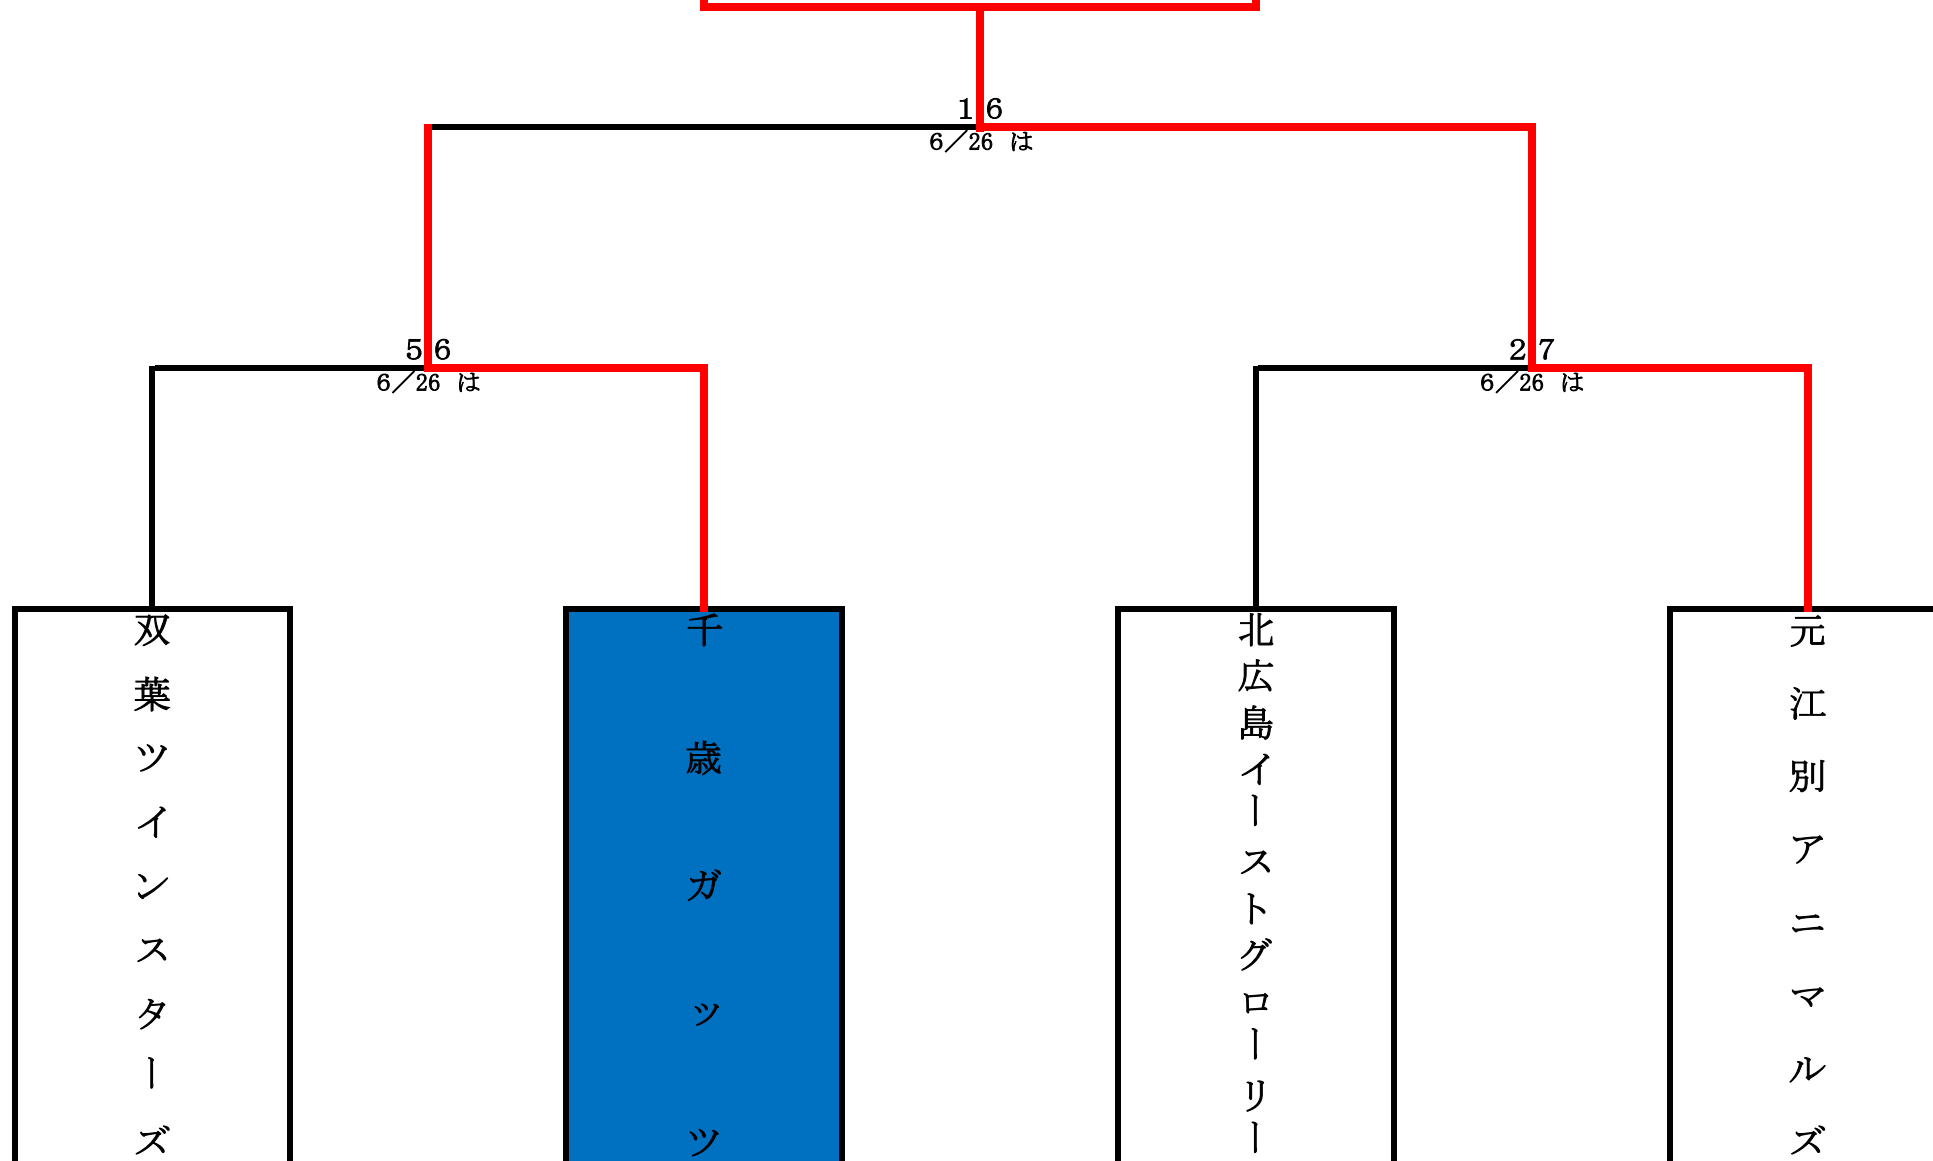 1 6
6／26 は
5 6
6／26 は
2 7
6／26 は
双葉ツインスターズ
千歳ガッツ
北広島イーストグローリー
元江別アニマルズ